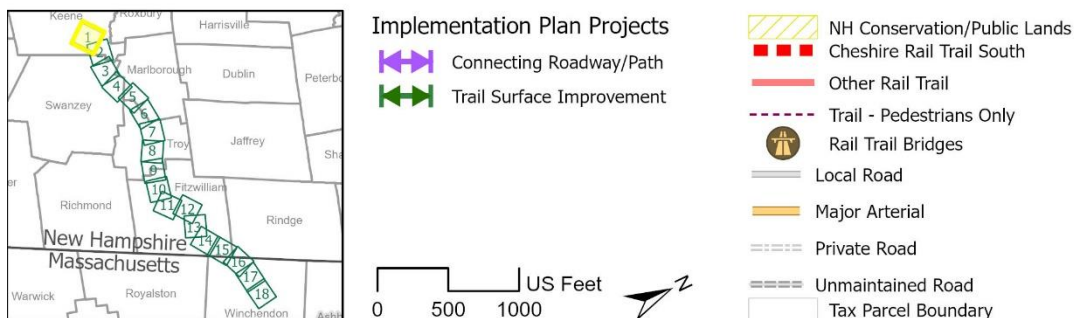 Keene
Roxbury
Harrisville
1
2
Marlborough
Dublin
3
4
5
Swanzey
6
7
Troy
Jaffrey
8
9
10
Fitzwilliam
11
12
Richmond
13
Rindge
14
New Hampshire
15
Massachusetts
16
17
Warwick
Royalston
18
Winchendon
Implementation Plan Projects
Connecting Roadway/Path
Trail Surface Improvement
US Feet
0 500 1000
N
NH Conservation/Public Lands
Cheshire Rail Trail South
Other Rail Trail
Trail - Pedestrians Only
Rail Trail Bridges
Local Road
Major Arterial
Private Road
Unmaintained Road
Tax Parcel Boundary